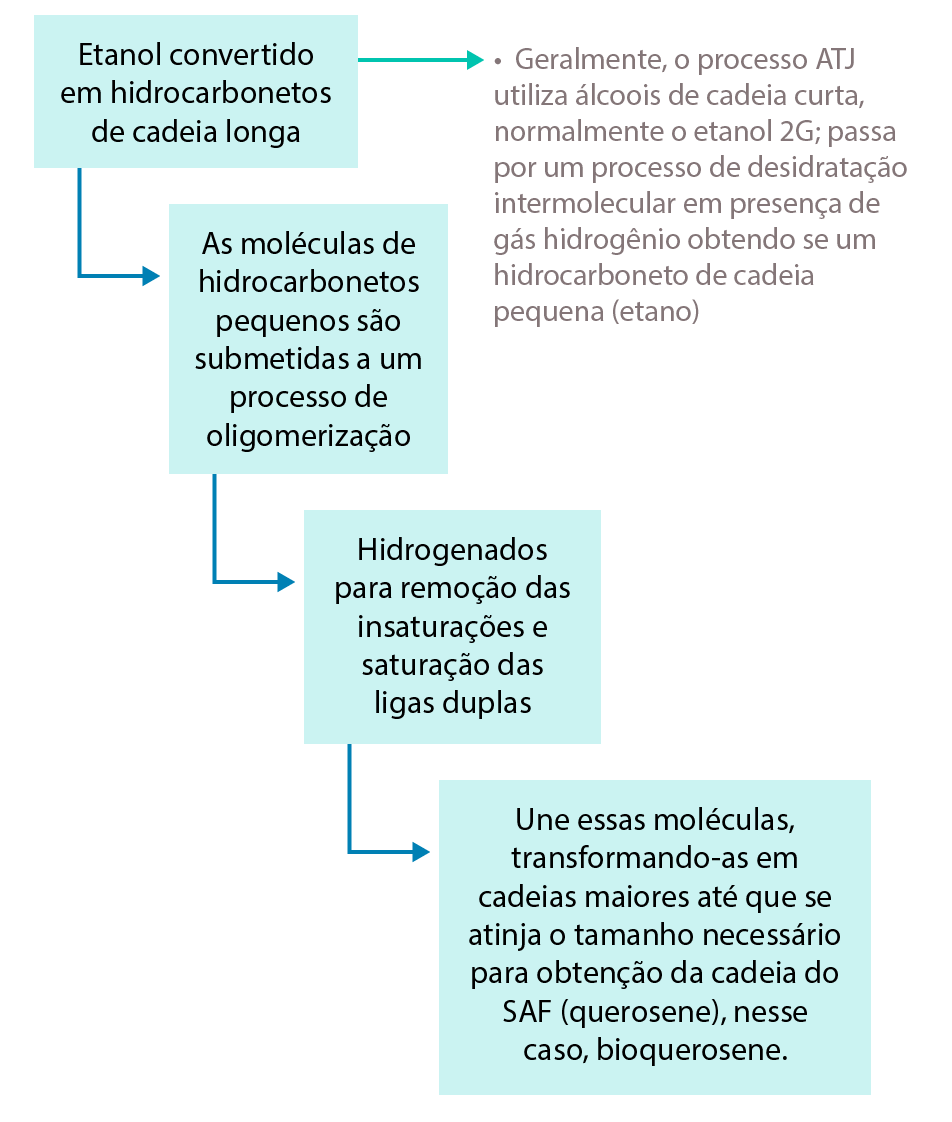 Etanol convertido
em hidrocarbonetos
de cadeia longa
• Geralmente, o processo ATJ
utiliza álcoois de cadeia curta,
normalmente o etanol 2G; passa
por um processo de desidratação
intermolecular em presença de
gás hidrogênio obtendo se um
hidrocarboneto de cadeia
pequena (etano)
As moléculas de
hidrocarbonetos
pequenos são
submetidas a um
processo de
oligomerização
Hidrogenados
para remoção das
insaturações e
saturação das
ligas duplas
Une essas moléculas,
transformando-as em
cadeias maiores até que se
atinja o tamanho necessário
para obtenção da cadeia do
SAF (querosene), nesse
caso, bioquerosene.